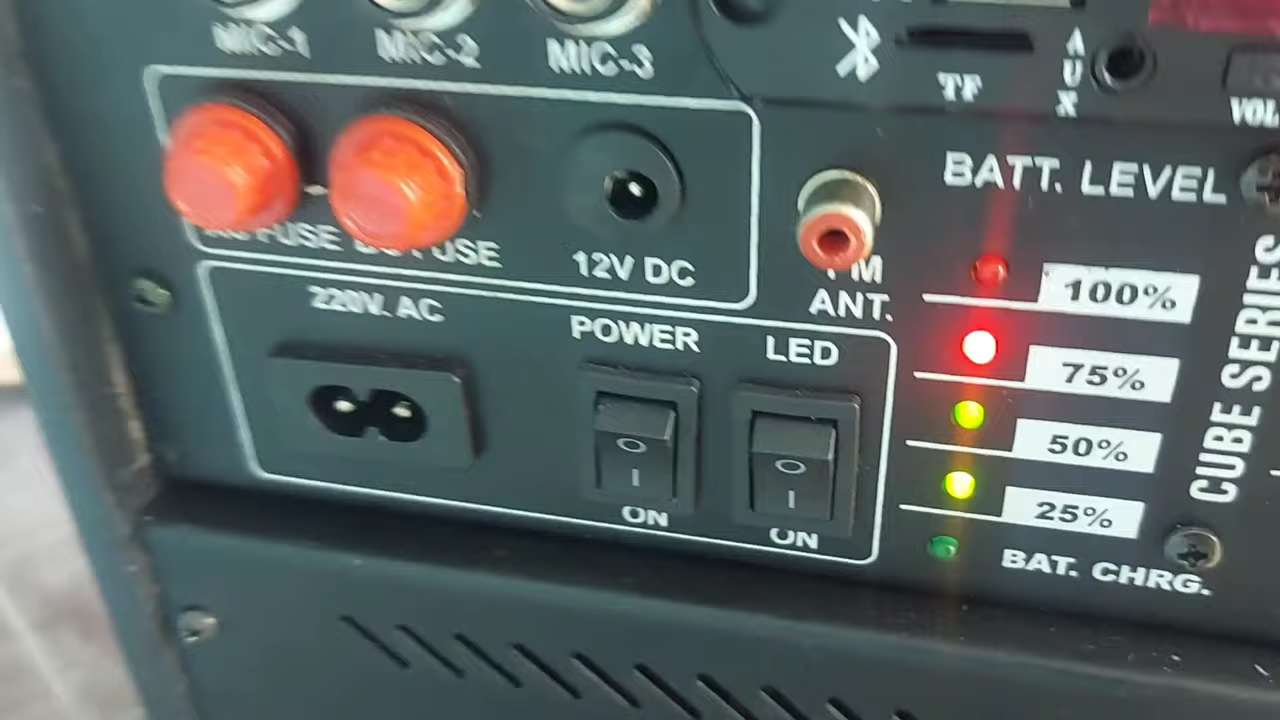 MIC-1
MIC-2
MIC-3
TF
AUX
VOL
BATT. LEVEL
FUSE
12V DC
ANT.
220V. AC
POWER
LED
100%
75%
50%
25%
ON
ON
BAT. CHRG.
CUBE SERIES